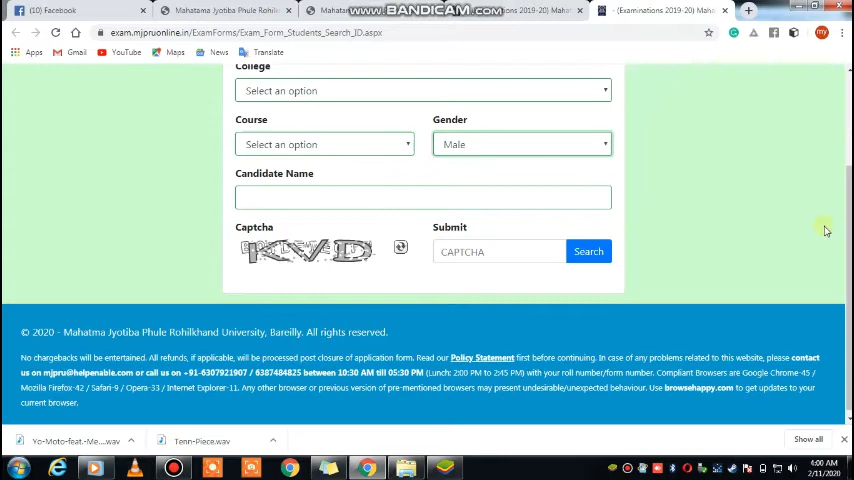 (10) Facebook
Mahatama Jyotiba Phule Rohilkh
Mahatam
ations 2019-20) Mahat
- (Examinations 2019-20) Maha
WWW.BANDICAM.COM
exam.mjpruonline.in/ExamForms/Exam_Form_Students_Search_ID.aspx
Apps Gmail YouTube Maps News Translate
College
Select an option
Course Gender
Select an option Male
Candidate Name
Captcha Submit
KVD CAPTCHA Search
© 2020 - Mahatma Jyotiba Phule Rohilkhand University, Bareilly. All rights reserved.
No chargebacks will be entertained. All refunds, if applicable, will be processed post closure of application form. Read our Policy Statement first before continuing. In case of any problems related to this website, please contact
us on mjpru@helpenable.com or call us on +91-6307921907 / 6387484825 between 10:30 AM till 05:30 PM (Lunch: 2:00 PM to 2:45 PM) with your roll number/form number. Compliant Browsers are Google Chrome-45 /
Mozilla Firefox-42 / Safari-9 / Opera-33 / Internet Explorer-11. Any other browser or previous version of pre-mentioned browsers may present undesirable/unexpected behaviour. Use browsehappy.com to get updates to your
current browser.
Yo-Moto-feat.-Me....wav Tenn-Piece.wav Show all
4:00 AM
2/11/2020